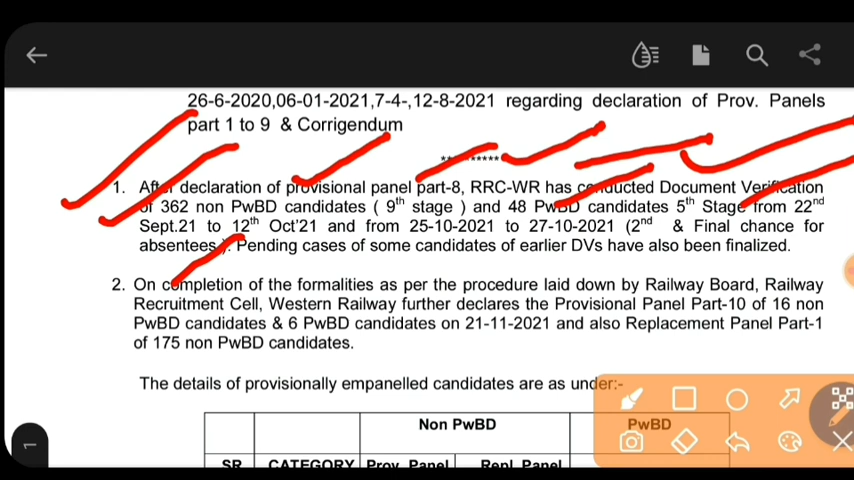 26-6-2020,06-01-2021,7-4-,12-8-2021 regarding declaration of Prov. Panels
part 1 to 9 & Corrigendum
**********
1. After declaration of provisional panel part-8, RRC-WR has conducted Document Verification
of 362 non PwBD candidates ( 9th stage ) and 48 PwBD candidates 5th Stage from 22nd
Sept.21 to 12th Oct'21 and from 25-10-2021 to 27-10-2021 (2nd & Final chance for
absentees ). Pending cases of some candidates of earlier DVs have also been finalized.
2. On completion of the formalities as per the procedure laid down by Railway Board, Railway
Recruitment Cell, Western Railway further declares the Provisional Panel Part-10 of 16 non
PwBD candidates & 6 PwBD candidates on 21-11-2021 and also Replacement Panel Part-1
of 175 non PwBD candidates.
The details of provisionally empanelled candidates are as under:-
Non PwBD PwBD
SR CATEGORY Prov. Panel Repl. Panel
1